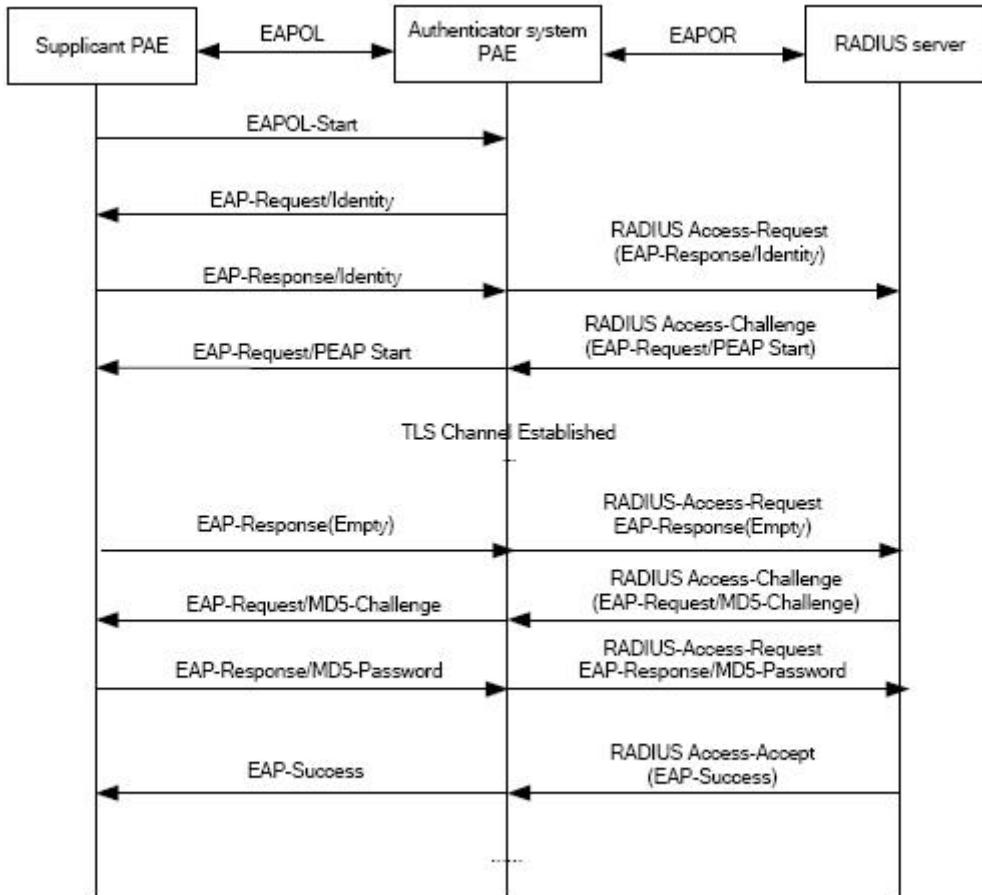 Supplicant PAE
EAPOL
Authenticator system
PAE
EAPOR
RADIUS server
EAPOL-Start
EAP-Request/Identity
RADIUS Access-Request
(EAP-Response/Identity)
EAP-Response/Identity
RADIUS Access-Challenge
(EAP-Request/PEAP Start)
EAP-Request/PEAP Start
TLS Channel Established
RADIUS-Access-Request
EAP-Response(Empty)
EAP-Response(Empty)
RADIUS Access-Challenge
(EAP-Request/MD5-Challenge)
EAP-Request/MD5-Challenge
RADIUS-Access-Request
EAP-Response/MD5-Password
EAP-Response/MD5-Password
RADIUS Access-Accept
(EAP-Success)
EAP-Success